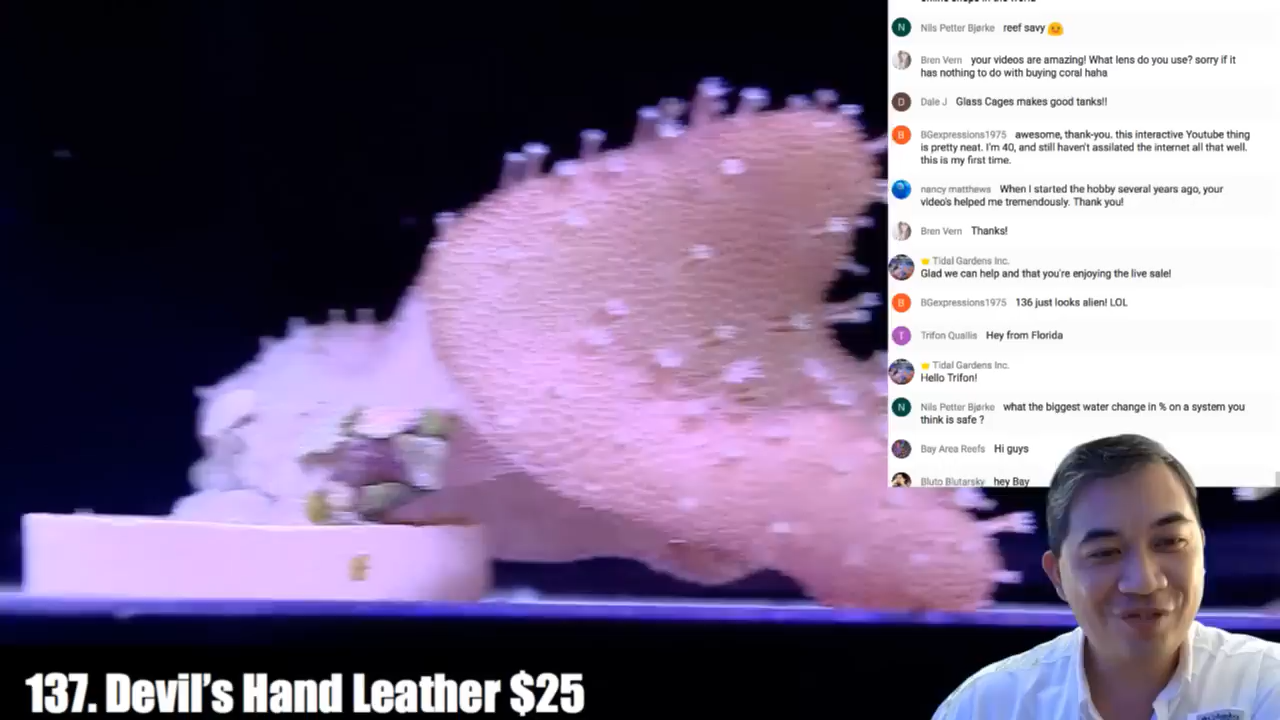 Nils Petter Bjørke reef savy
Bren Vern your videos are amazing! What lens do you use? sorry if it
has nothing to do with buying coral haha
D Dale J Glass Cages makes good tanks!!
B BGexpressions1975 awesome, thank-you. this interactive Youtube thing
is pretty neat. I'm 40, and still haven't assilated the internet all that well.
this is my first time.
nancy matthews When I started the hobby several years ago, your
video's helped me tremendously. Thank you!
Bren Vern Thanks!
Tidal Gardens Inc.
Glad we can help and that you're enjoying the live sale!
B BGexpressions1975 136 just looks alien! LOL
T Trifon Quallis Hey from Florida
Tidal Gardens Inc.
Hello Trifon!
N Nils Petter Bjørke what the biggest water change in % on a system you
think is safe ?
Bay Area Reefs Hi guys
Bluto Blutarsky hey Bay
137. Devil's Hand Leather $25